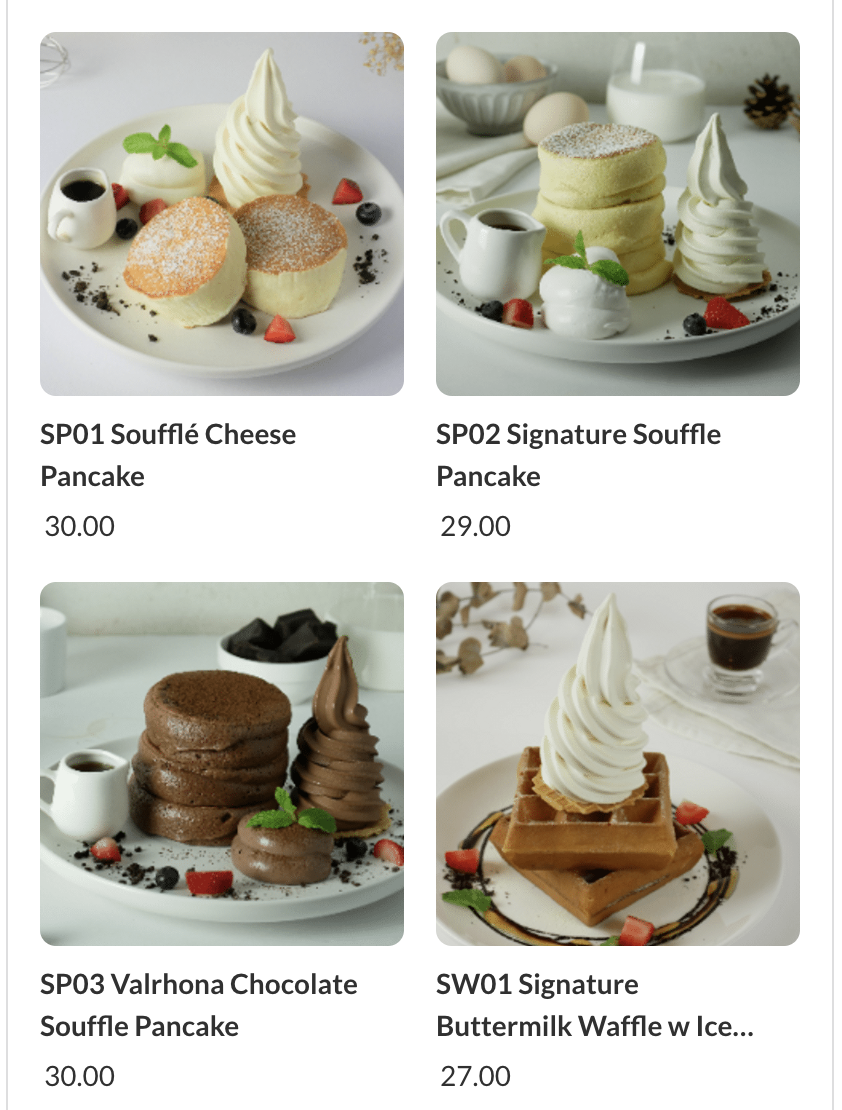 SP01 Soufflé Cheese
Pancake
30.00
SP02 Signature Souffle
Pancake
29.00
SP03 Valrhona Chocolate
Souffle Pancake
30.00
SW01 Signature
Buttermilk Waffle w Ice...
27.00